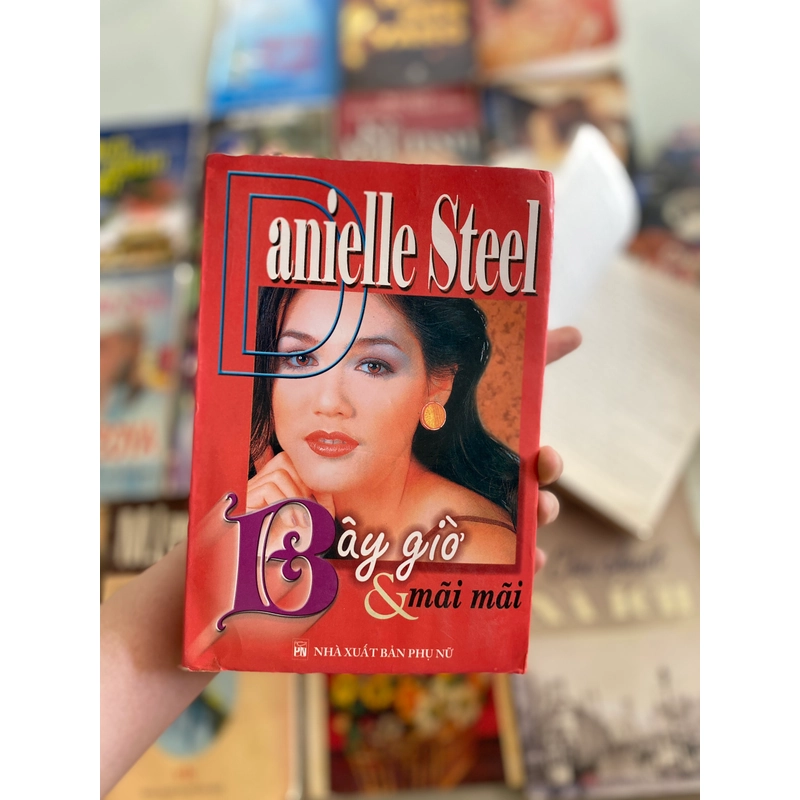 Danielle Steel
Bây giờ
& mãi mãi
PN NHÀ XUẤT BẢN PHỤ NỮ